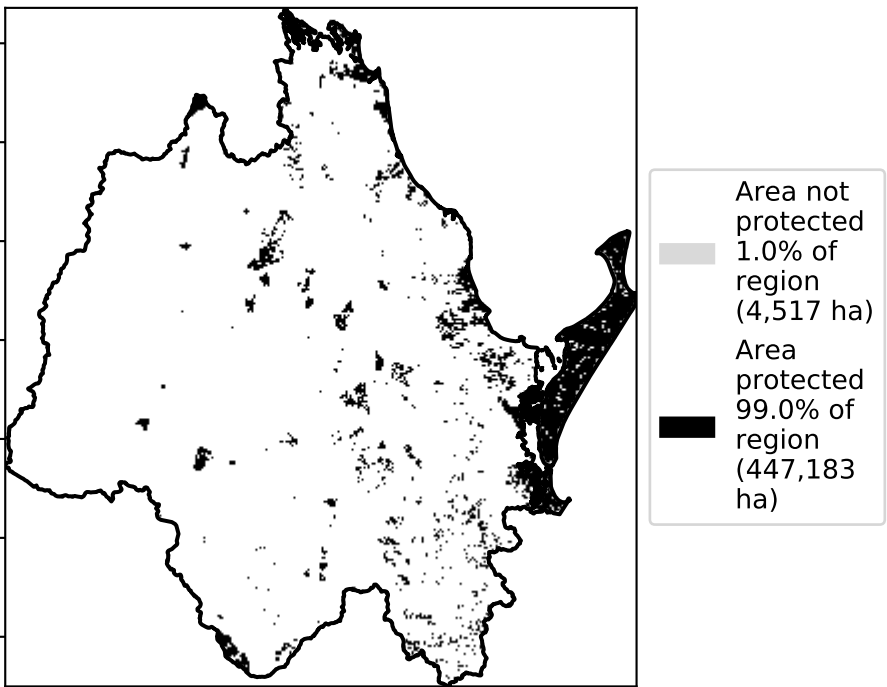 Area not
protected
1.0% of
region
(4,517 ha)
Area
protected
99.0% of
region
(447,183
ha)